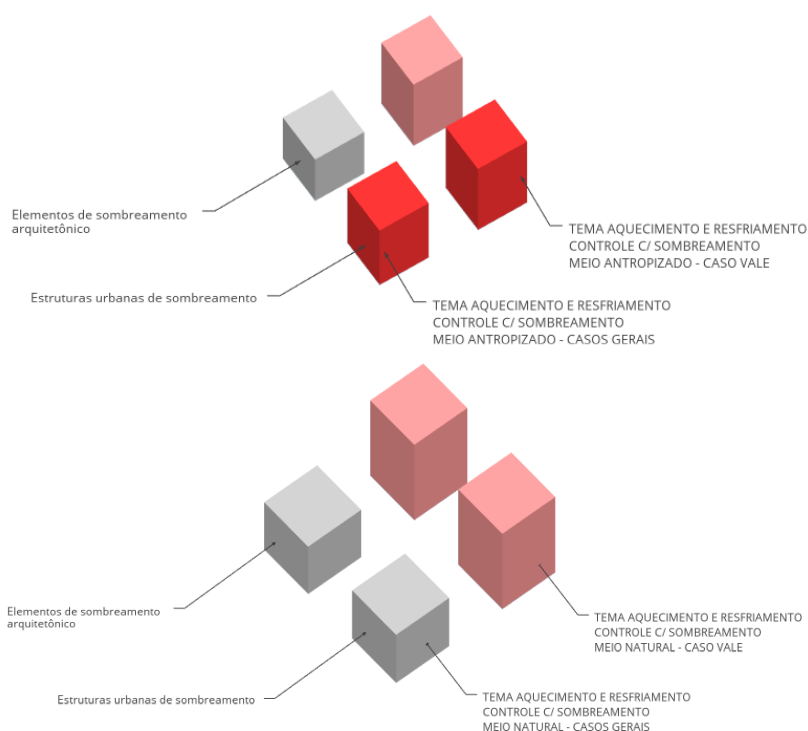 Elementos de sombreamento
arquitetônico
TEMA AQUECIMENTO E RESFRIAMENTO
CONTROLE C/ SOMBREAMENTO
MEIO ANTROPIZADO - CASO VALE
Estruturas urbanas de sombreamento
TEMA AQUECIMENTO E RESFRIAMENTO
CONTROLE C/ SOMBREAMENTO
MEIO ANTROPIZADO - CASOS GERAIS
Elementos de sombreamento
arquitetônico
TEMA AQUECIMENTO E RESFRIAMENTO
CONTROLE C/ SOMBREAMENTO
MEIO NATURAL - CASO VALE
Estruturas urbanas de sombreamento
TEMA AQUECIMENTO E RESFRIAMENTO
CONTROLE C/ SOMBREAMENTO
MEIO NATURAL - CASOS GERAIS